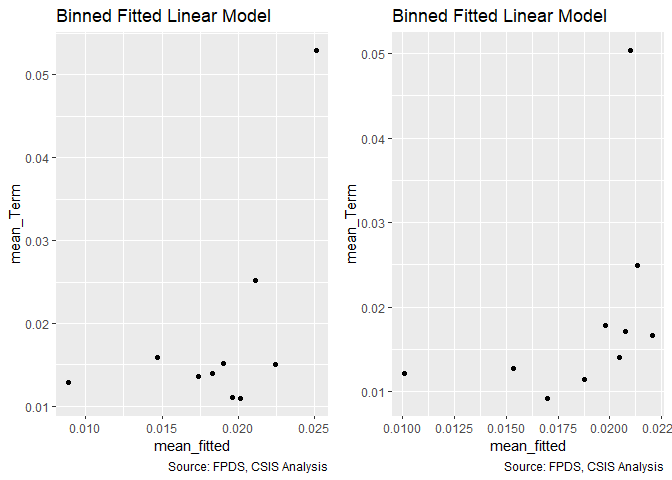 Binned Fitted Linear Model
0.05
0.04
0.03
0.02
0.01
mean_Term
0.010
0.015
0.020
0.025
mean_fitted
Source: FPDS, CSIS Analysis
Binned Fitted Linear Model
0.05
0.04
0.03
0.02
0.01
mean_Term
0.0100
0.0125
0.0150
0.0175
0.0200
0.022
mean_fitted
Source: FPDS, CSIS Analysis